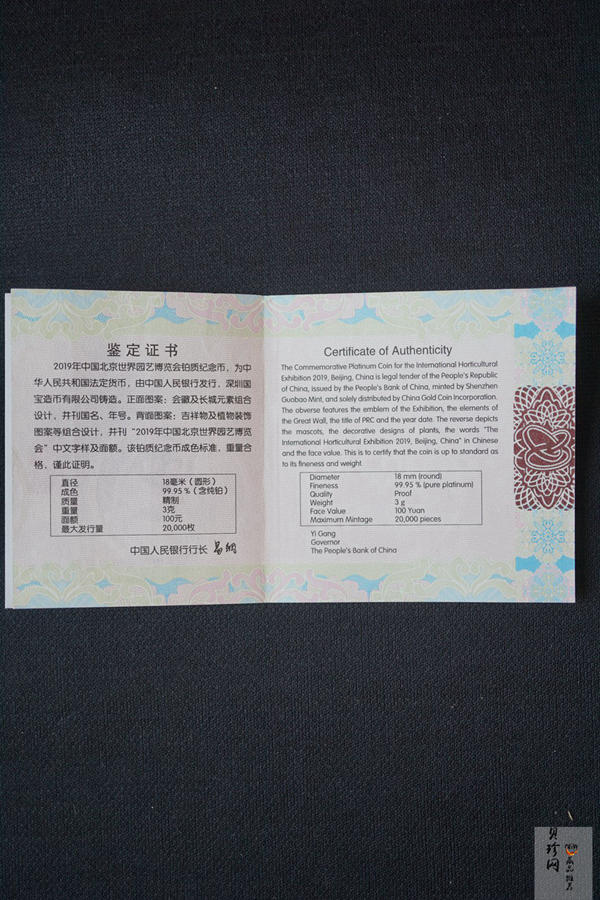 鉴定证书
2019年中国北京世界园艺博览会铂质纪念币，为中
华人民共和国法定货币，由中国人民银行发行，深圳国
宝造币有限公司铸造。正面图案：会徽及长城元素组合
设计，并刊国名、年号。背面图案：吉祥物及植物装饰
图案等组合设计，并刊“2019年中国北京世界园艺博览
会”中文字样及面额。该铂质纪念币成色标准，重量合
格，谨此证明。
直径 18毫米（圆形）
成色 99.95％（含纯铂）
质量 精制
重量 3克
面额 100元
最大发行量 20,000枚
中国人民银行行长 易纲
Certificate of Authenticity
The Commemorative Platinum Coin for the International Horticultural
Exhibition 2019, Beijing, China is legal tender of the People's Republic
of China, issued by the People's Bank of China, minted by Shenzhen
Guobao Mint, and solely distributed by China Gold Coin Incorporation.
The obverse features the emblem of the Exhibition, the elements of
the Great Wall, the title of PRC and the year date. The reverse depicts
the mascots, the decorative designs of plants, the words "The
International Horticultural Exhibition 2019, Beijing, China" in Chinese
and the face value. This is to certify that the coin is up to standard as
to its fineness and weight
Diameter 18 mm (round)
Fineness 99.95 % (pure platinum)
Quality Proof
Weight 3 g
Face Value 100 Yuan
Maximum Mintage 20,000 pieces
Yi Gang
Governor
The People's Bank of China
贝珍网